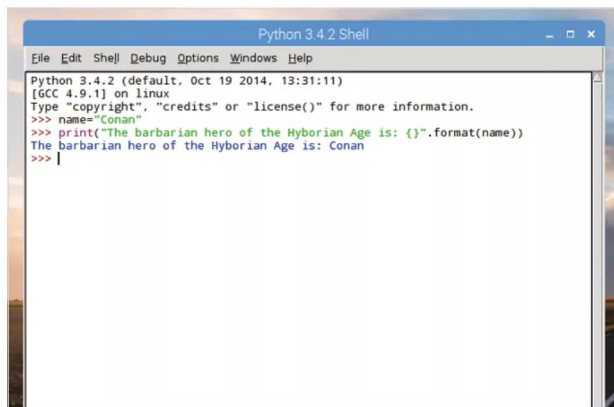 Python 3.4.2 Shell
File Edit Shell Debug Options Windows Help
Python 3.4.2 (default, Oct 19 2014, 13:31:11)
[GCC 4.9.1] on linux
Type "copyright", "credits" or "license()" for more information.
>>> name="Conan"
>>> print("The barbarian hero of the Hyborian Age is: {}".format(name))
The barbarian hero of the Hyborian Age is: Conan
>>>